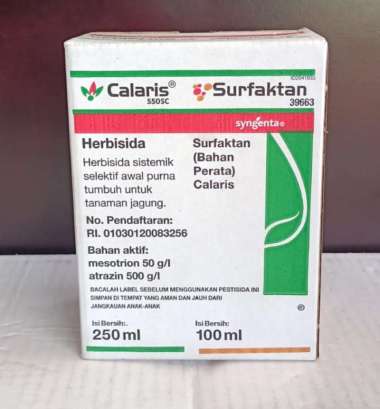 Calaris®
550SC
Surfaktan
39663
syngenta
Herbisida
Herbisida sistemik
selektif awal purna
tumbuh untuk
tanaman jagung.
No. Pendaftaran:
RI. 01030120083256
Bahan aktif:
mesotrion 50 g/l
atrazin 500 g/l
Surfaktan
(Bahan
Perata)
Calaris
BACALAH LABEL SEBELUM MENGGUNAKAN PESTISIDA INI
SIMPAN DI TEMPAT YANG AMAN DAN JAUH DARI
JANGKAUAN ANAK-ANAK
Isi Bersih:.
250 ml
Isi Bersih:.
100 ml